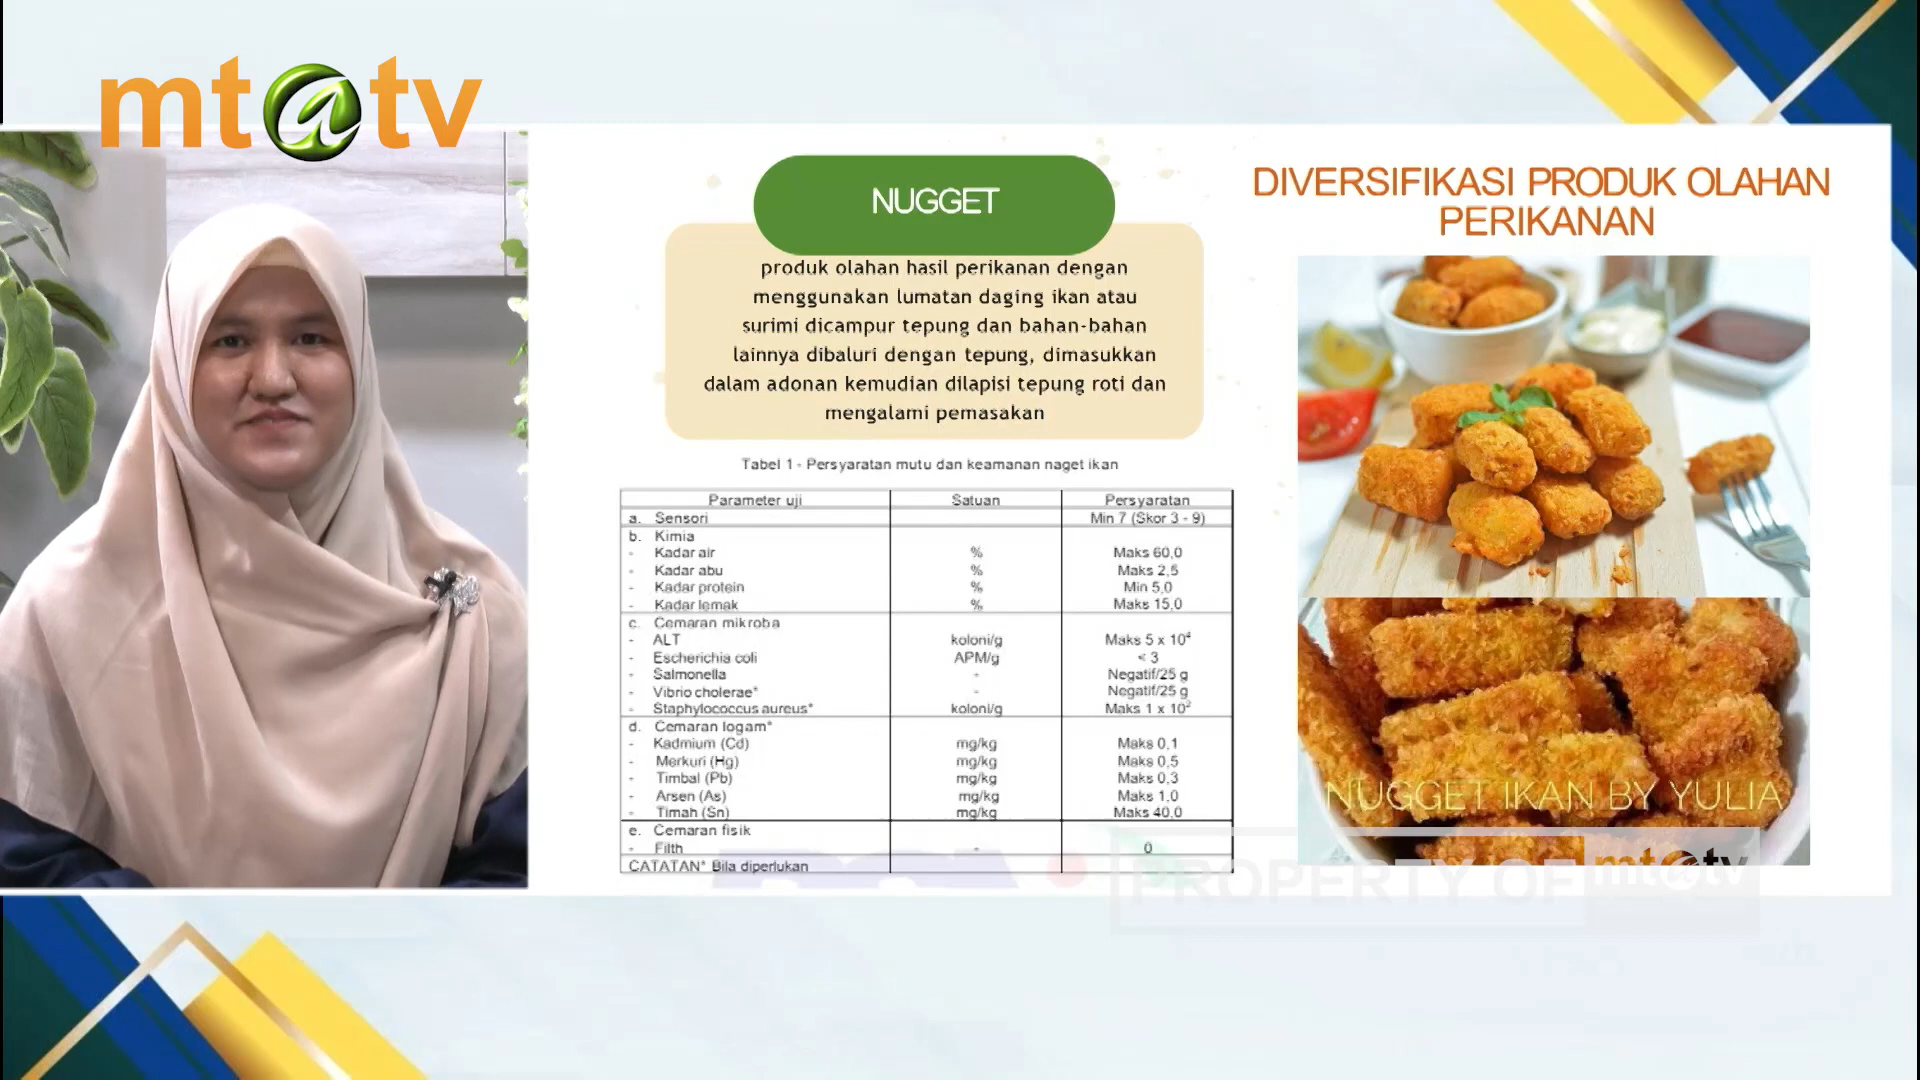 mt@tv
NUGGET
produk olahan hasil perikanan dengan
menggunakan lumatan daging ikan atau
surimi dicampur tepung dan bahan-bahan
lainnya dibaluri dengan tepung, dimasukkan
dalam adonan kemudian dilapisi tepung roti dan
mengalami pemasakan
Tabel 1 - Persyaratan mutu dan keamanan naget ikan
Parameter uji Satuan Persyaratan
a. Sensori Min 7 (Skor 3 - 9)
b. Kimia
- Kadar air % Maks 60,0
- Kadar abu % Maks 2,5
- Kadar protein % Min 5,0
- Kadar lemak % Maks 15,0
c. Cemaran mikroba
- ALT koloni/g Maks 5 x 10⁴
- Escherichia coli APM/g < 3
- Salmonella - Negatif/25 g
- Vibrio cholerae* - Negatif/25 g
- Staphylococcus aureus* koloni/g Maks 1 x 10²
d. Cemaran logam*
- Kadmium (Cd) mg/kg Maks 0,1
- Merkuri (Hg) mg/kg Maks 0,5
- Timbal (Pb) mg/kg Maks 0,3
- Arsen (As) mg/kg Maks 1,0
- Timah (Sn) mg/kg Maks 40,0
e. Cemaran fisik
- Filth - 0
CATATAN* Bila diperlukan
DIVERSIFIKASI PRODUK OLAHAN
PERIKANAN
NUGGET IKAN BY YULIA
PROPERTY OF mt@tv